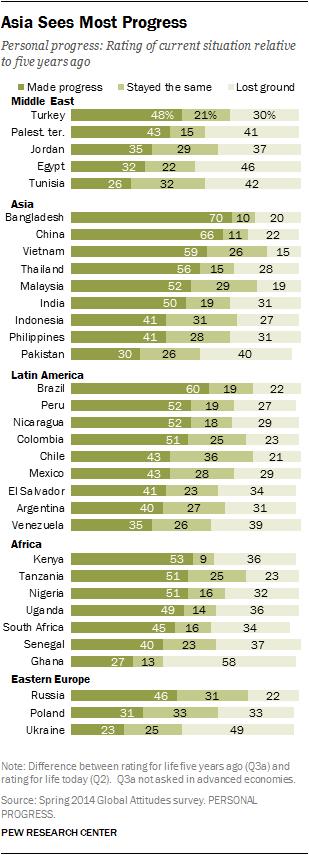 Asia Sees Most Progress
Personal progress: Rating of current situation relative
to five years ago
Made progress Stayed the same Lost ground
Middle East
Turkey 48% 21% 30%
Palest. ter. 43 15 41
Jordan 35 29 37
Egypt 32 22 46
Tunisia 26 32 42
Asia
Bangladesh 70 10 20
China 66 11 22
Vietnam 59 26 15
Thailand 56 15 28
Malaysia 52 29 19
India 50 19 31
Indonesia 41 31 27
Philippines 41 28 31
Pakistan 30 26 40
Latin America
Brazil 60 19 22
Peru 52 19 27
Nicaragua 52 18 29
Colombia 51 25 23
Chile 43 36 21
Mexico 43 28 29
El Salvador 41 23 34
Argentina 40 27 31
Venezuela 35 26 39
Africa
Kenya 53 9 36
Tanzania 51 25 23
Nigeria 51 16 32
Uganda 49 14 36
South Africa 45 16 34
Senegal 40 23 37
Ghana 27 13 58
Eastern Europe
Russia 46 31 22
Poland 31 33 33
Ukraine 23 25 49
Note: Difference between rating for life five years ago (Q3a) and
rating for life today (Q2). Q3a not asked in advanced economies.
Source: Spring 2014 Global Attitudes survey. PERSONAL
PROGRESS.
PEW RESEARCH CENTER